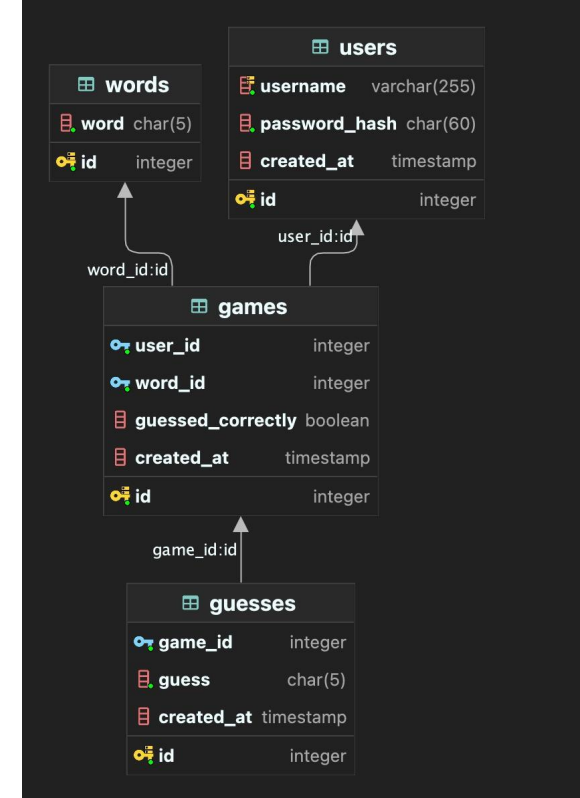 words
word char(5)
id integer
users
username varchar(255)
password_hash char(60)
created_at timestamp
id integer
word_id:id
user_id:id
games
user_id integer
word_id integer
guessed_correctly boolean
created_at timestamp
id integer
game_id:id
guesses
game_id integer
guess char(5)
created_at timestamp
id integer